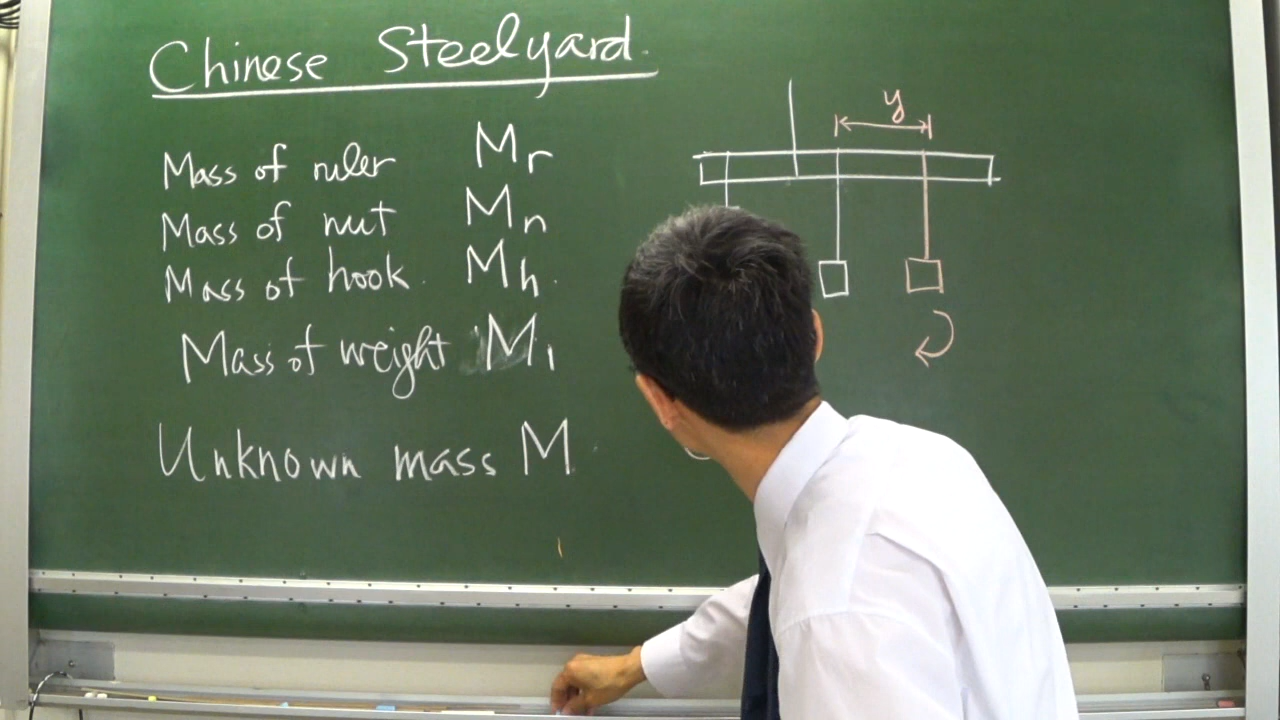 Chinese Steelyard.
Mass of ruler Mr
Mass of nut Mn
Mass of hook. Mh.
Mass of weight M1
Unknown mass M
y